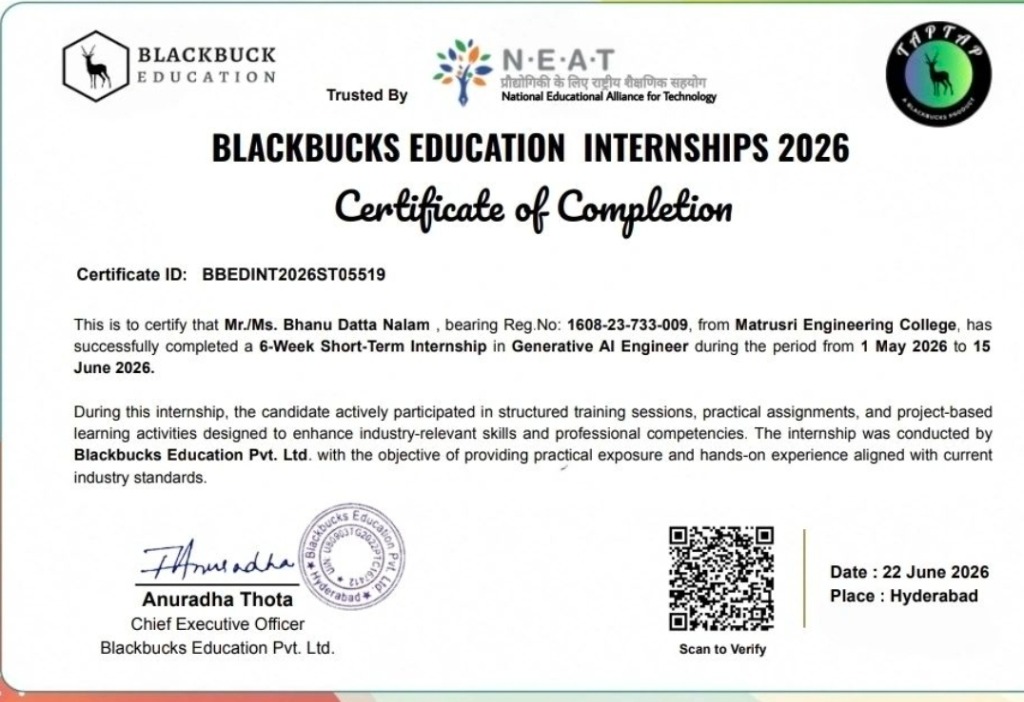 BLACKBUCK
EDUCATION
Trusted By
N·E·A·T
प्रौद्योगिकी के लिए राष्ट्रीय शैक्षणिक सहयोग
National Educational Alliance for Technology
TAPTAP
A BLACKBUCKS PRODUCT
BLACKBUCKS EDUCATION INTERNSHIPS 2026
Certificate of Completion
Certificate ID: BBEDINT2026ST05519
This is to certify that Mr./Ms. Bhanu Datta Nalam , bearing Reg.No: 1608-23-733-009, from Matrusri Engineering College, has
successfully completed a 6-Week Short-Term Internship in Generative AI Engineer during the period from 1 May 2026 to 15
June 2026.
During this internship, the candidate actively participated in structured training sessions, practical assignments, and project-based
learning activities designed to enhance industry-relevant skills and professional competencies. The internship was conducted by
Blackbucks Education Pvt. Ltd. with the objective of providing practical exposure and hands-on experience aligned with current
industry standards.
Blackbucks Education Pvt. Ltd.
★ Hyderabad ★
Anuradha Thota
Chief Executive Officer
Blackbucks Education Pvt. Ltd.
Scan to Verify
Date : 22 June 2026
Place : Hyderabad